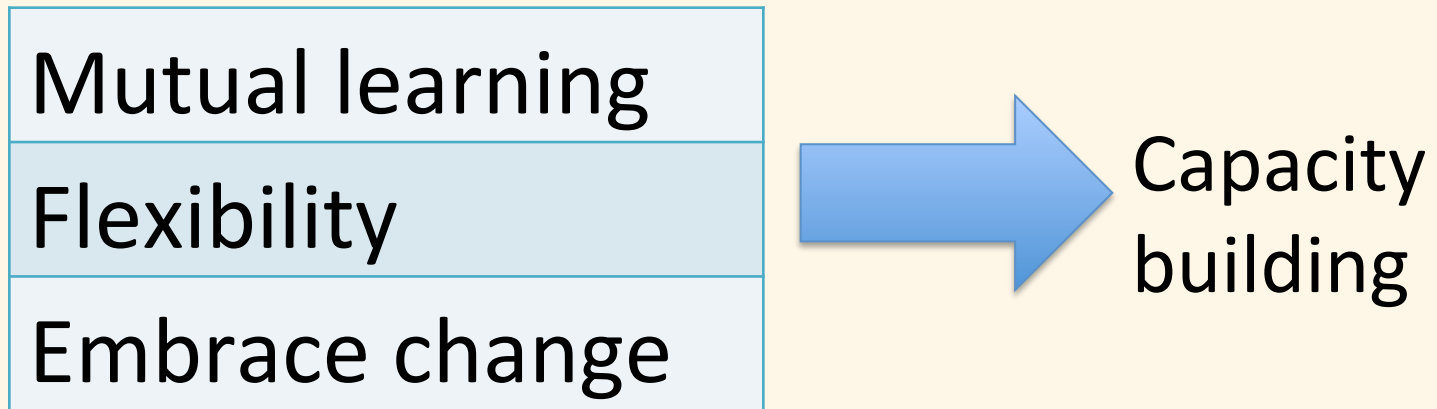 Mutual learning
Flexibility
Embrace change
Capacity
building